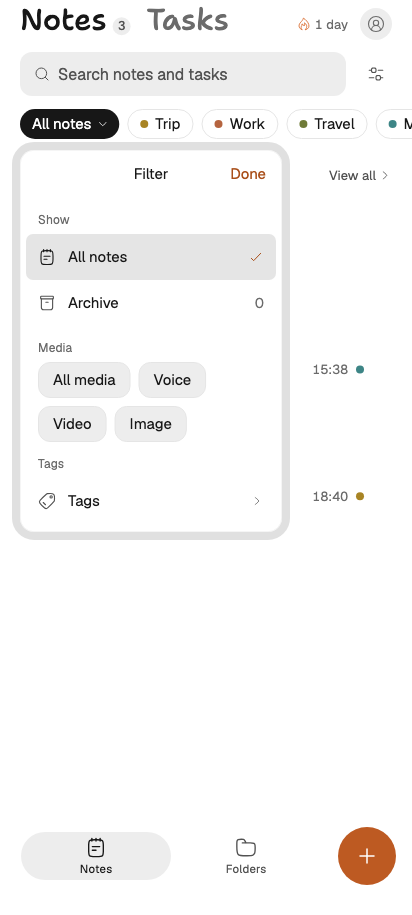 Notes 3 Tasks 1 day
Search notes and tasks
All notes Trip Work Travel M
Filter Done View all
Show
All notes
Archive 0
Media
All media Voice
15:38
Video Image
Tags
Tags
18:40
Notes Folders